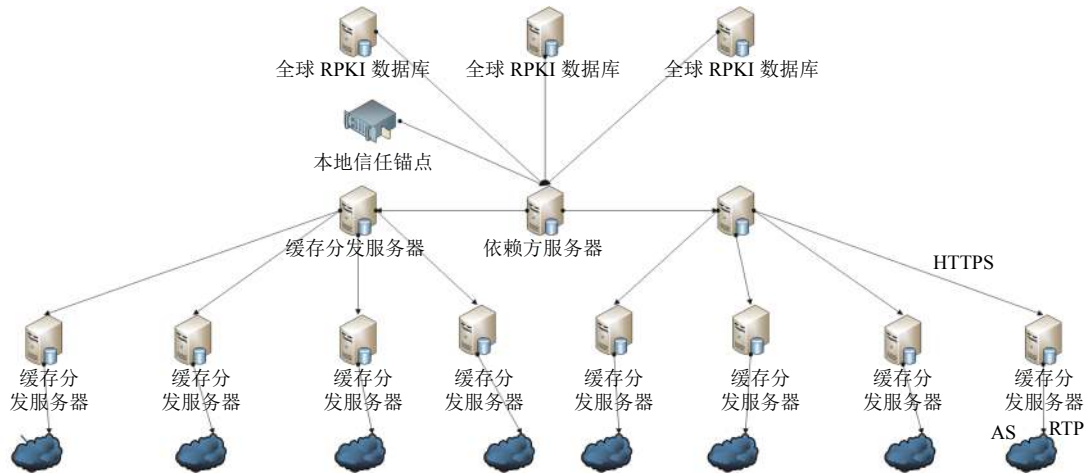 全球 RPKI 数据库
全球 RPKI 数据库
全球 RPKI 数据库
本地信任锚点
缓存分发服务器
依赖方服务器
HTTPS
缓存分
发服务器
缓存分
发服务器
缓存分
发服务器
缓存分
发服务器
缓存分
发服务器
缓存分
发服务器
缓存分
发服务器
缓存分
发服务器
AS
RTP